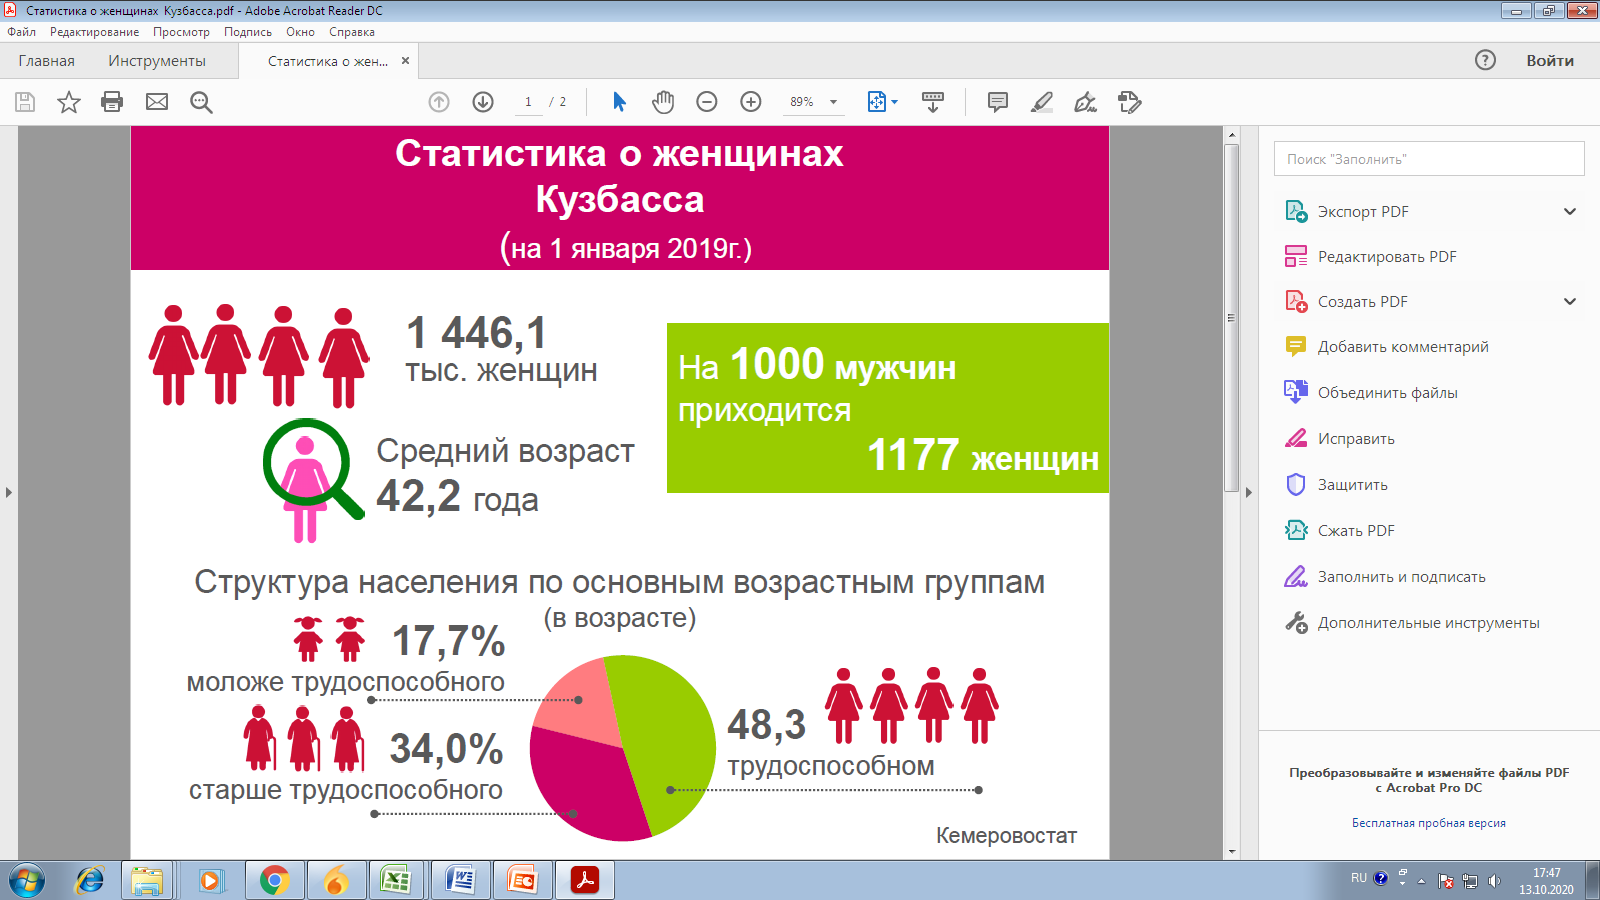 Статистика о женщинах Кузбасса.pdf - Adobe Acrobat Reader DC
Файл Редактирование Просмотр Подпись Окно Справка
Главная Инструменты Статистика о жен... × Войти
1 / 2 89%
Статистика о женщинах
Кузбасса
(на 1 января 2019г.)
1 446,1
тыс. женщин
На 1000 мужчин
приходится
1177 женщин
Средний возраст
42,2 года
Структура населения по основным возрастным группам
(в возрасте)
17,7%
моложе трудоспособного
34,0%
старше трудоспособного
48,3
трудоспособном
Кемеровостат
Поиск "Заполнить"
Экспорт PDF
Редактировать PDF
Создать PDF
Добавить комментарий
Объединить файлы
Исправить
Защитить
Сжать PDF
Заполнить и подписать
Дополнительные инструменты
Преобразовывайте и изменяйте файлы PDF
с Acrobat Pro DC
Бесплатная пробная версия
RU 17:47
13.10.2020